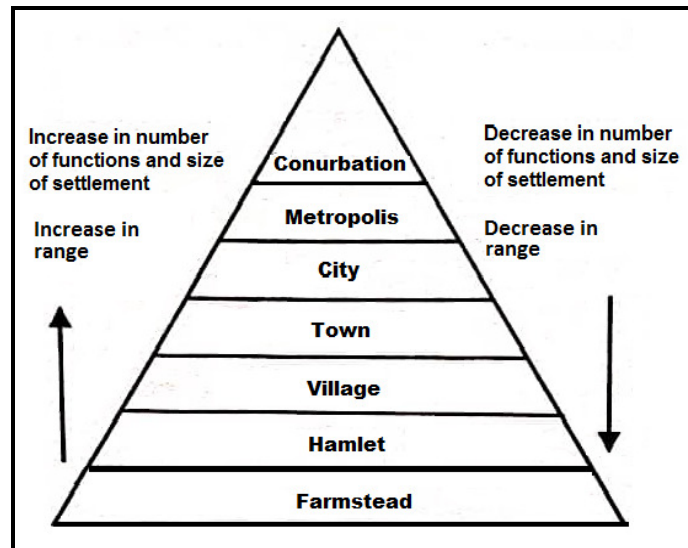 Increase in number
of functions and size
of settlement
Increase in
range
Decrease in number
of functions and size
of settlement
Decrease in
range
Conurbation
Metropolis
City
Town
Village
Hamlet
Farmstead